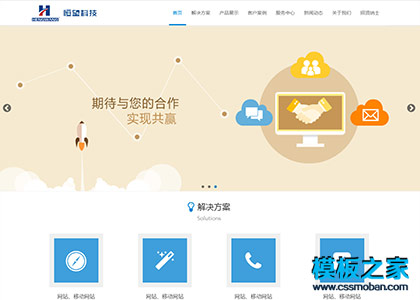 恒望科技
首页 解决方案 产品展示 客户案例 服务中心 新闻动态 关于我们 招贤纳士
期待与您的合作
实现共赢
解决方案
Solutions
网站、移动网站 网站、移动网站 网站、移动网站 网站、移动网站
模板之家
www.cssmoban.com